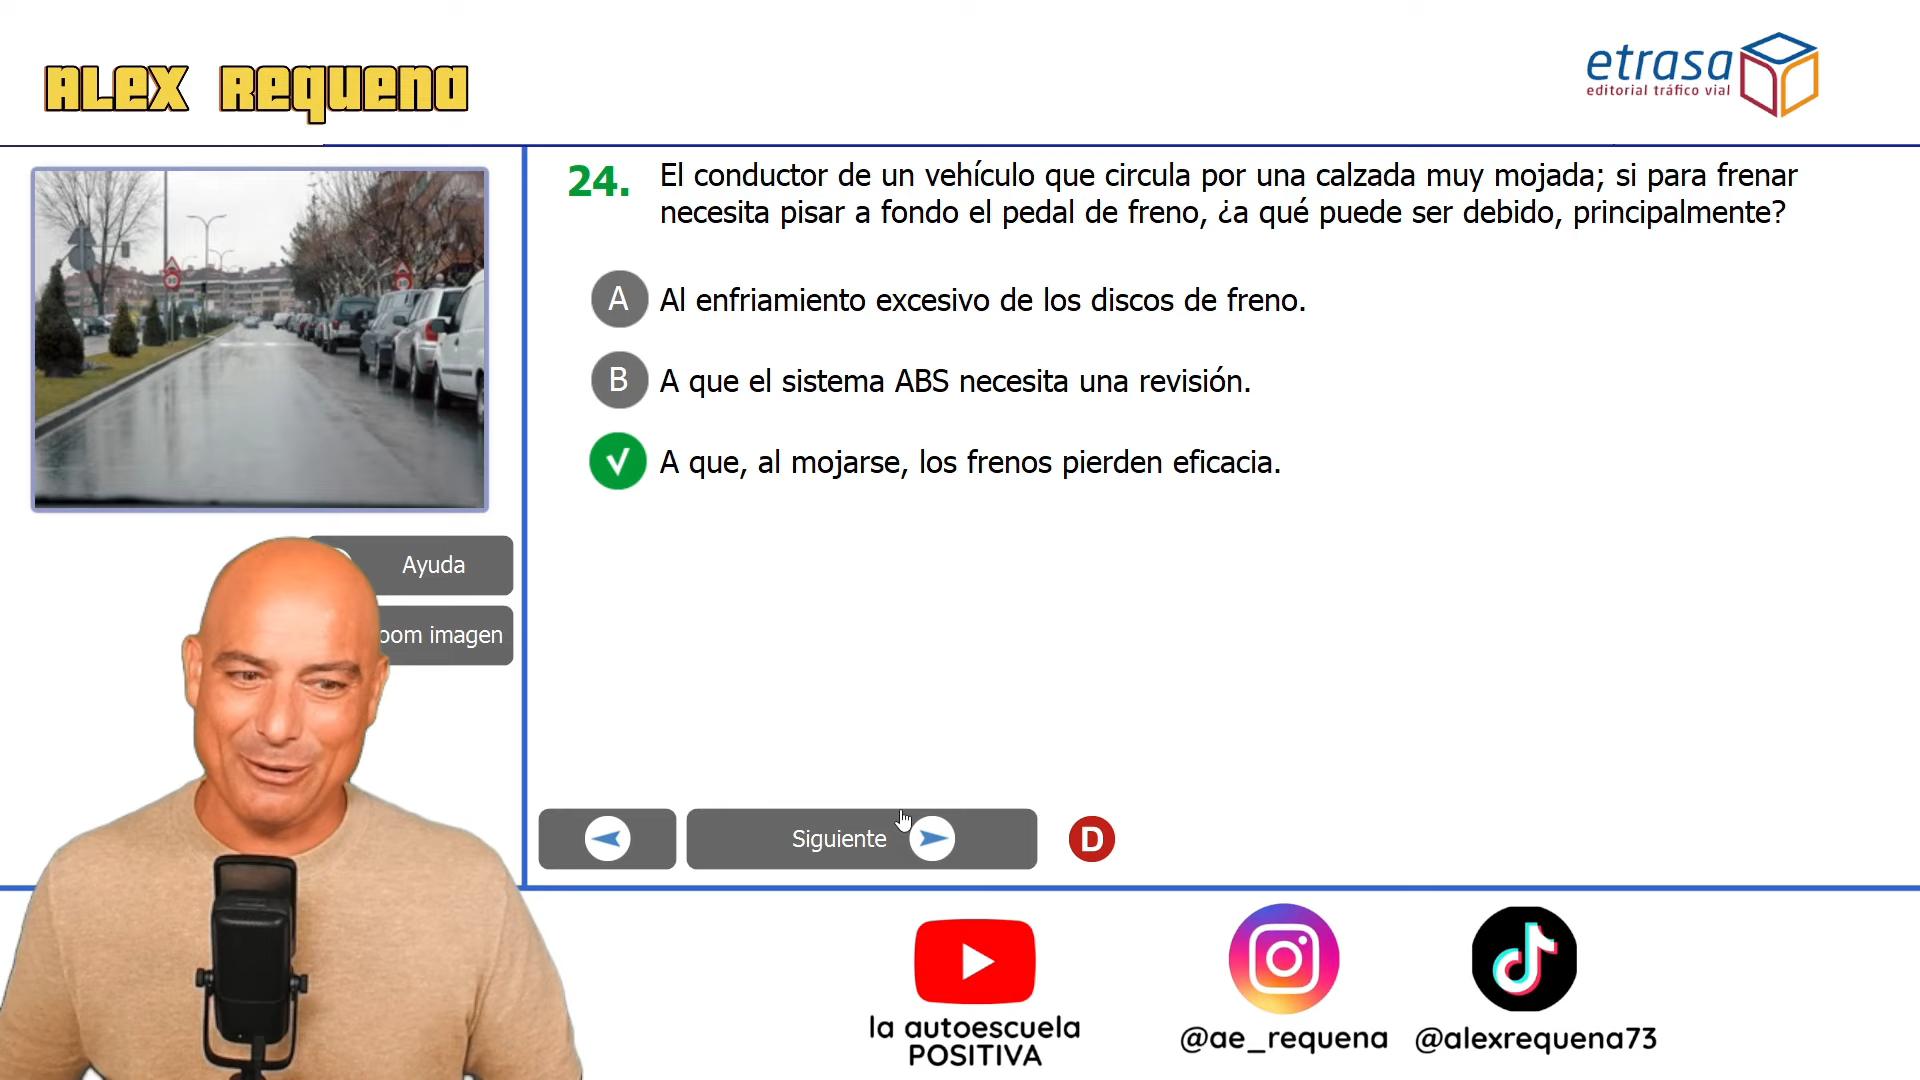 ALEX REQUENA
etrasa
editorial tráfico vial
24. El conductor de un vehículo que circula por una calzada muy mojada; si para frenar
necesita pisar a fondo el pedal de freno, ¿a qué puede ser debido, principalmente?
A Al enfriamiento excesivo de los discos de freno.
B A que el sistema ABS necesita una revisión.
A que, al mojarse, los frenos pierden eficacia.
Ayuda
oom imagen
Siguiente
D
la autoescuela
POSITIVA
@ae_requena
@alexrequena73